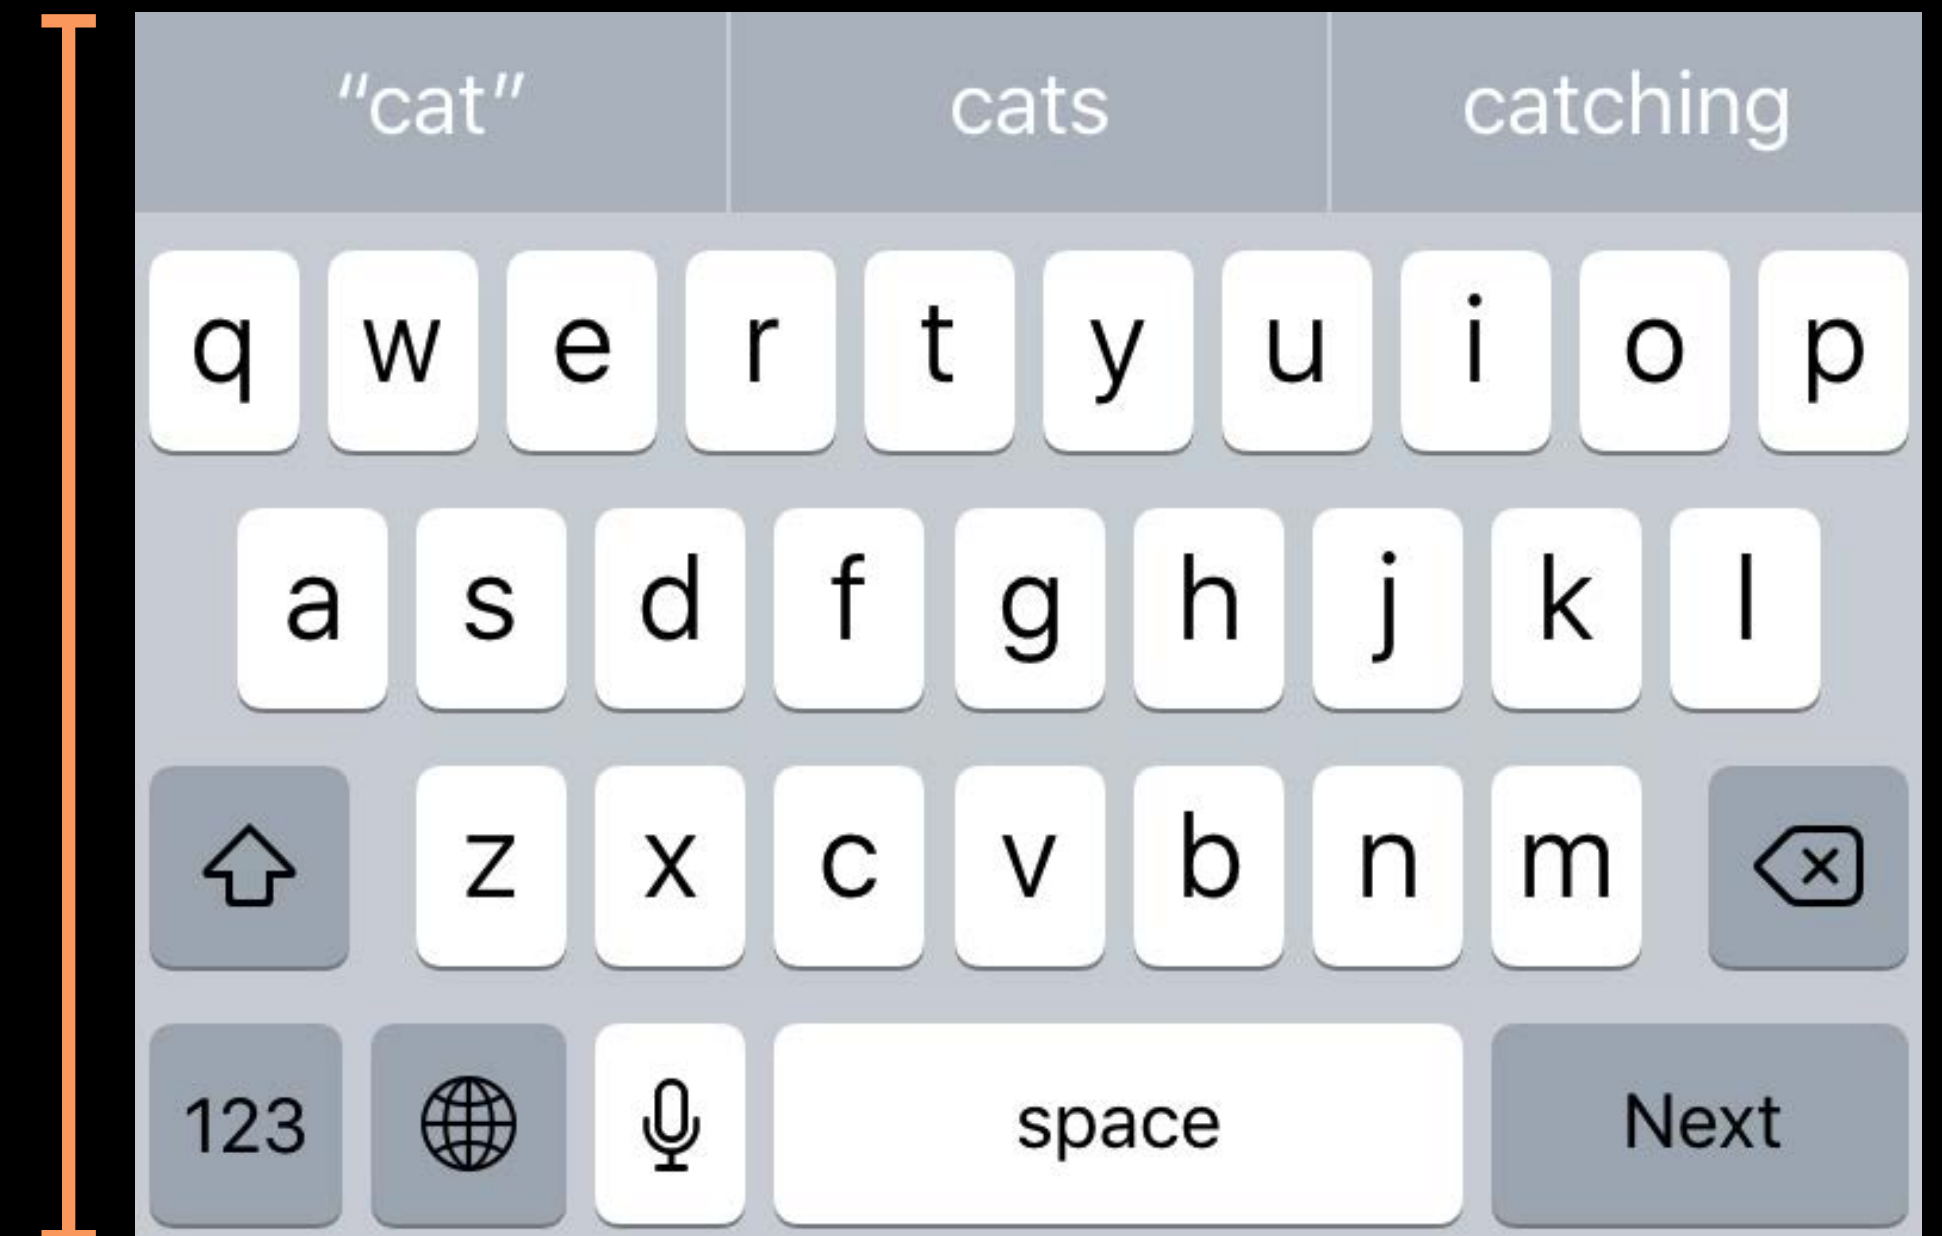 “cat” cats catching
q w e r t y u i o p
a s d f g h j k l
z x c v b n m
123 space Next